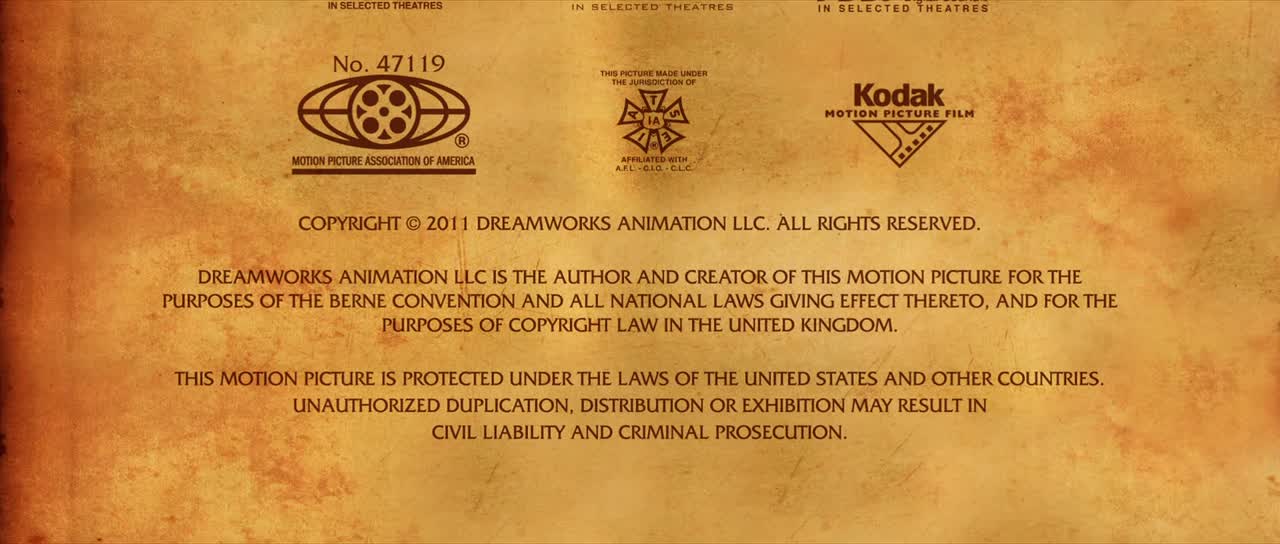 IN SELECTED THEATRES
IN SELECTED THEATRES
IN SELECTED THEATRES
No. 47119
®
MOTION PICTURE ASSOCIATION OF AMERICA
THIS PICTURE MADE UNDER
THE JURISDICTION OF
I A T S E
IA
®
AFFILIATED WITH
A.F.L. - C.I.O. - C.L.C.
Kodak
MOTION PICTURE FILM
COPYRIGHT © 2011 DREAMWORKS ANIMATION LLC. ALL RIGHTS RESERVED.
DREAMWORKS ANIMATION LLC IS THE AUTHOR AND CREATOR OF THIS MOTION PICTURE FOR THE
PURPOSES OF THE BERNE CONVENTION AND ALL NATIONAL LAWS GIVING EFFECT THERETO, AND FOR THE
PURPOSES OF COPYRIGHT LAW IN THE UNITED KINGDOM.
THIS MOTION PICTURE IS PROTECTED UNDER THE LAWS OF THE UNITED STATES AND OTHER COUNTRIES.
UNAUTHORIZED DUPLICATION, DISTRIBUTION OR EXHIBITION MAY RESULT IN
CIVIL LIABILITY AND CRIMINAL PROSECUTION.